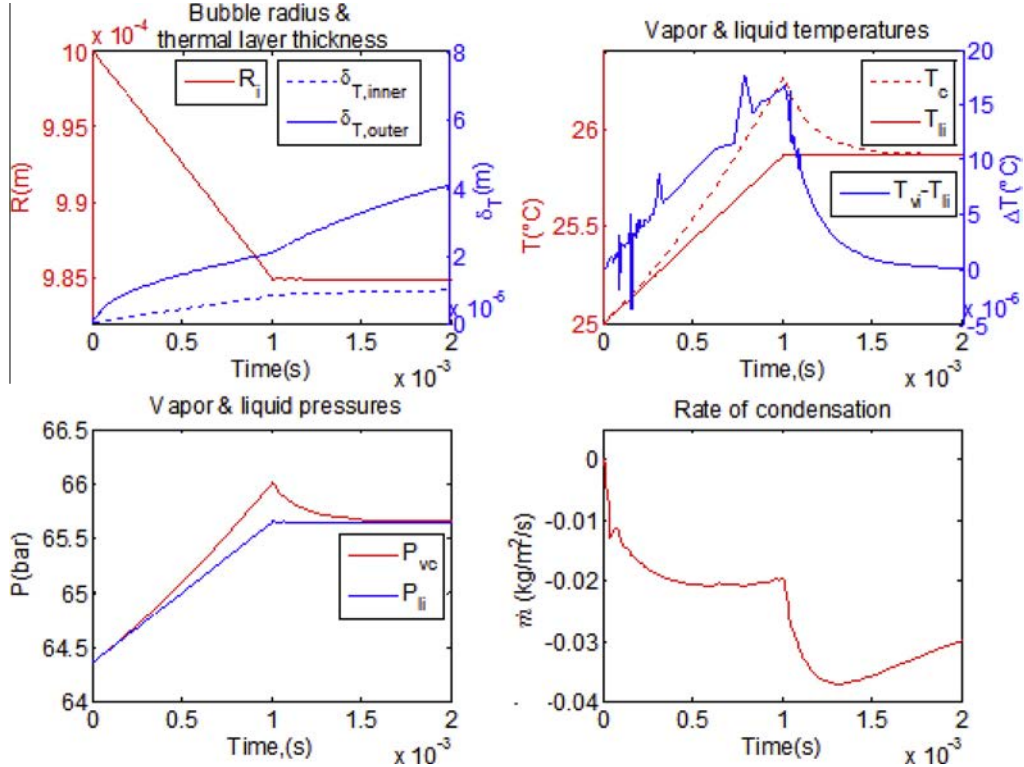 Bubble radius &
thermal layer thickness
x 10⁻⁴
10
9.95
9.9
9.85
R(m)
R_i
δ_T,inner
δ_T,outer
8
6
4
2
0
x 10⁻⁶
δ_T(m)
0 0.5 1 1.5 2
Time(s)
x 10⁻³
Vapor & liquid temperatures
26
25.5
25
T(°C)
T_c
T_li
T_vi-T_li
20
15
10
5
0
-5
x 10⁻⁶
ΔT(°C)
0 0.5 1 1.5 2
Time,(s)
x 10⁻³
Vapor & liquid pressures
66.5
66
65.5
65
64.5
64
P(bar)
P_vc
P_li
0 0.5 1 1.5 2
Time,(s)
x 10⁻³
Rate of condensation
0
-0.01
-0.02
-0.03
-0.04
ṁ (kg/m²/s)
0 0.5 1 1.5 2
Time(s)
x 10⁻³